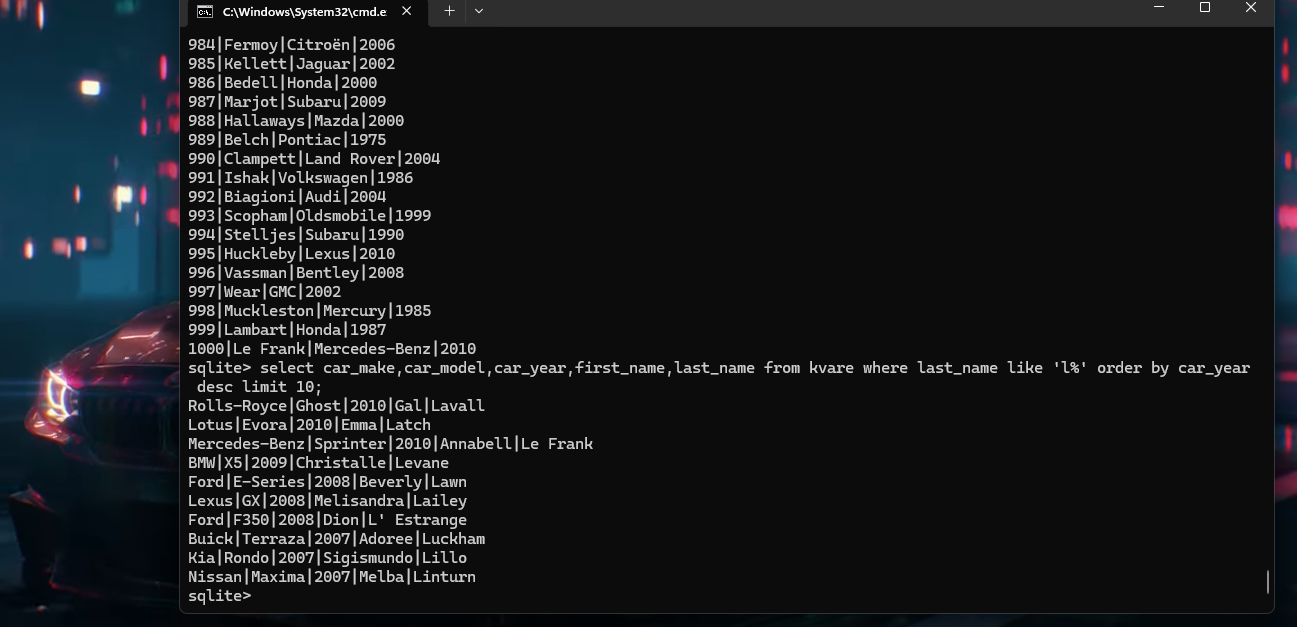 C:\Windows\System32\cmd.e
984|Fermoy|Citroën|2006
985|Kellett|Jaguar|2002
986|Bedell|Honda|2000
987|Marjot|Subaru|2009
988|Hallaways|Mazda|2000
989|Belch|Pontiac|1975
990|Clampett|Land Rover|2004
991|Ishak|Volkswagen|1986
992|Biagioni|Audi|2004
993|Scopham|Oldsmobile|1999
994|Stelljes|Subaru|1990
995|Huckleby|Lexus|2010
996|Vassman|Bentley|2008
997|Wear|GMC|2002
998|Muckleston|Mercury|1985
999|Lambart|Honda|1987
1000|Le Frank|Mercedes-Benz|2010
sqlite> select car_make,car_model,car_year,first_name,last_name from kvare where last_name like 'l%' order by car_year
desc limit 10;
Rolls-Royce|Ghost|2010|Gal|Lavall
Lotus|Evora|2010|Emma|Latch
Mercedes-Benz|Sprinter|2010|Annabell|Le Frank
BMW|X5|2009|Christalle|Levane
Ford|E-Series|2008|Beverly|Lawn
Lexus|GX|2008|Melisandra|Lailey
Ford|F350|2008|Dion|L' Estrange
Buick|Terraza|2007|Adoree|Luckham
Kia|Rondo|2007|Sigismundo|Lillo
Nissan|Maxima|2007|Melba|Linturn
sqlite>